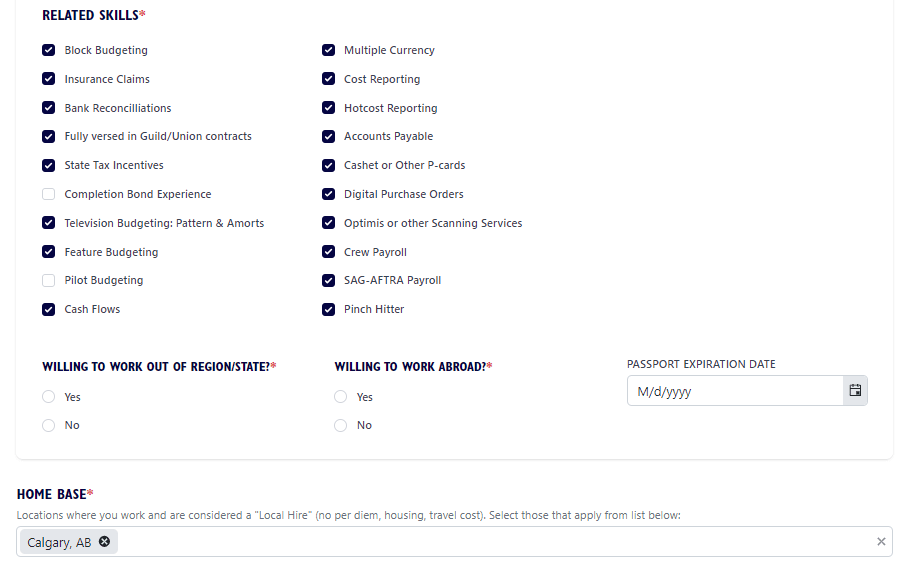 RELATED SKILLS*
Block Budgeting
Multiple Currency
Insurance Claims
Cost Reporting
Bank Reconcilliations
Hotcost Reporting
Fully versed in Guild/Union contracts
Accounts Payable
State Tax Incentives
Cashet or Other P-cards
Completion Bond Experience
Digital Purchase Orders
Television Budgeting: Pattern & Amorts
Optimis or other Scanning Services
Feature Budgeting
Crew Payroll
Pilot Budgeting
SAG-AFTRA Payroll
Cash Flows
Pinch Hitter
WILLING TO WORK OUT OF REGION/STATE?*
WILLING TO WORK ABROAD?*
PASSPORT EXPIRATION DATE
Yes
Yes
M/d/yyyy
No
No
HOME BASE*
Locations where you work and are considered a "Local Hire" (no per diem, housing, travel cost). Select those that apply from list below:
Calgary, AB